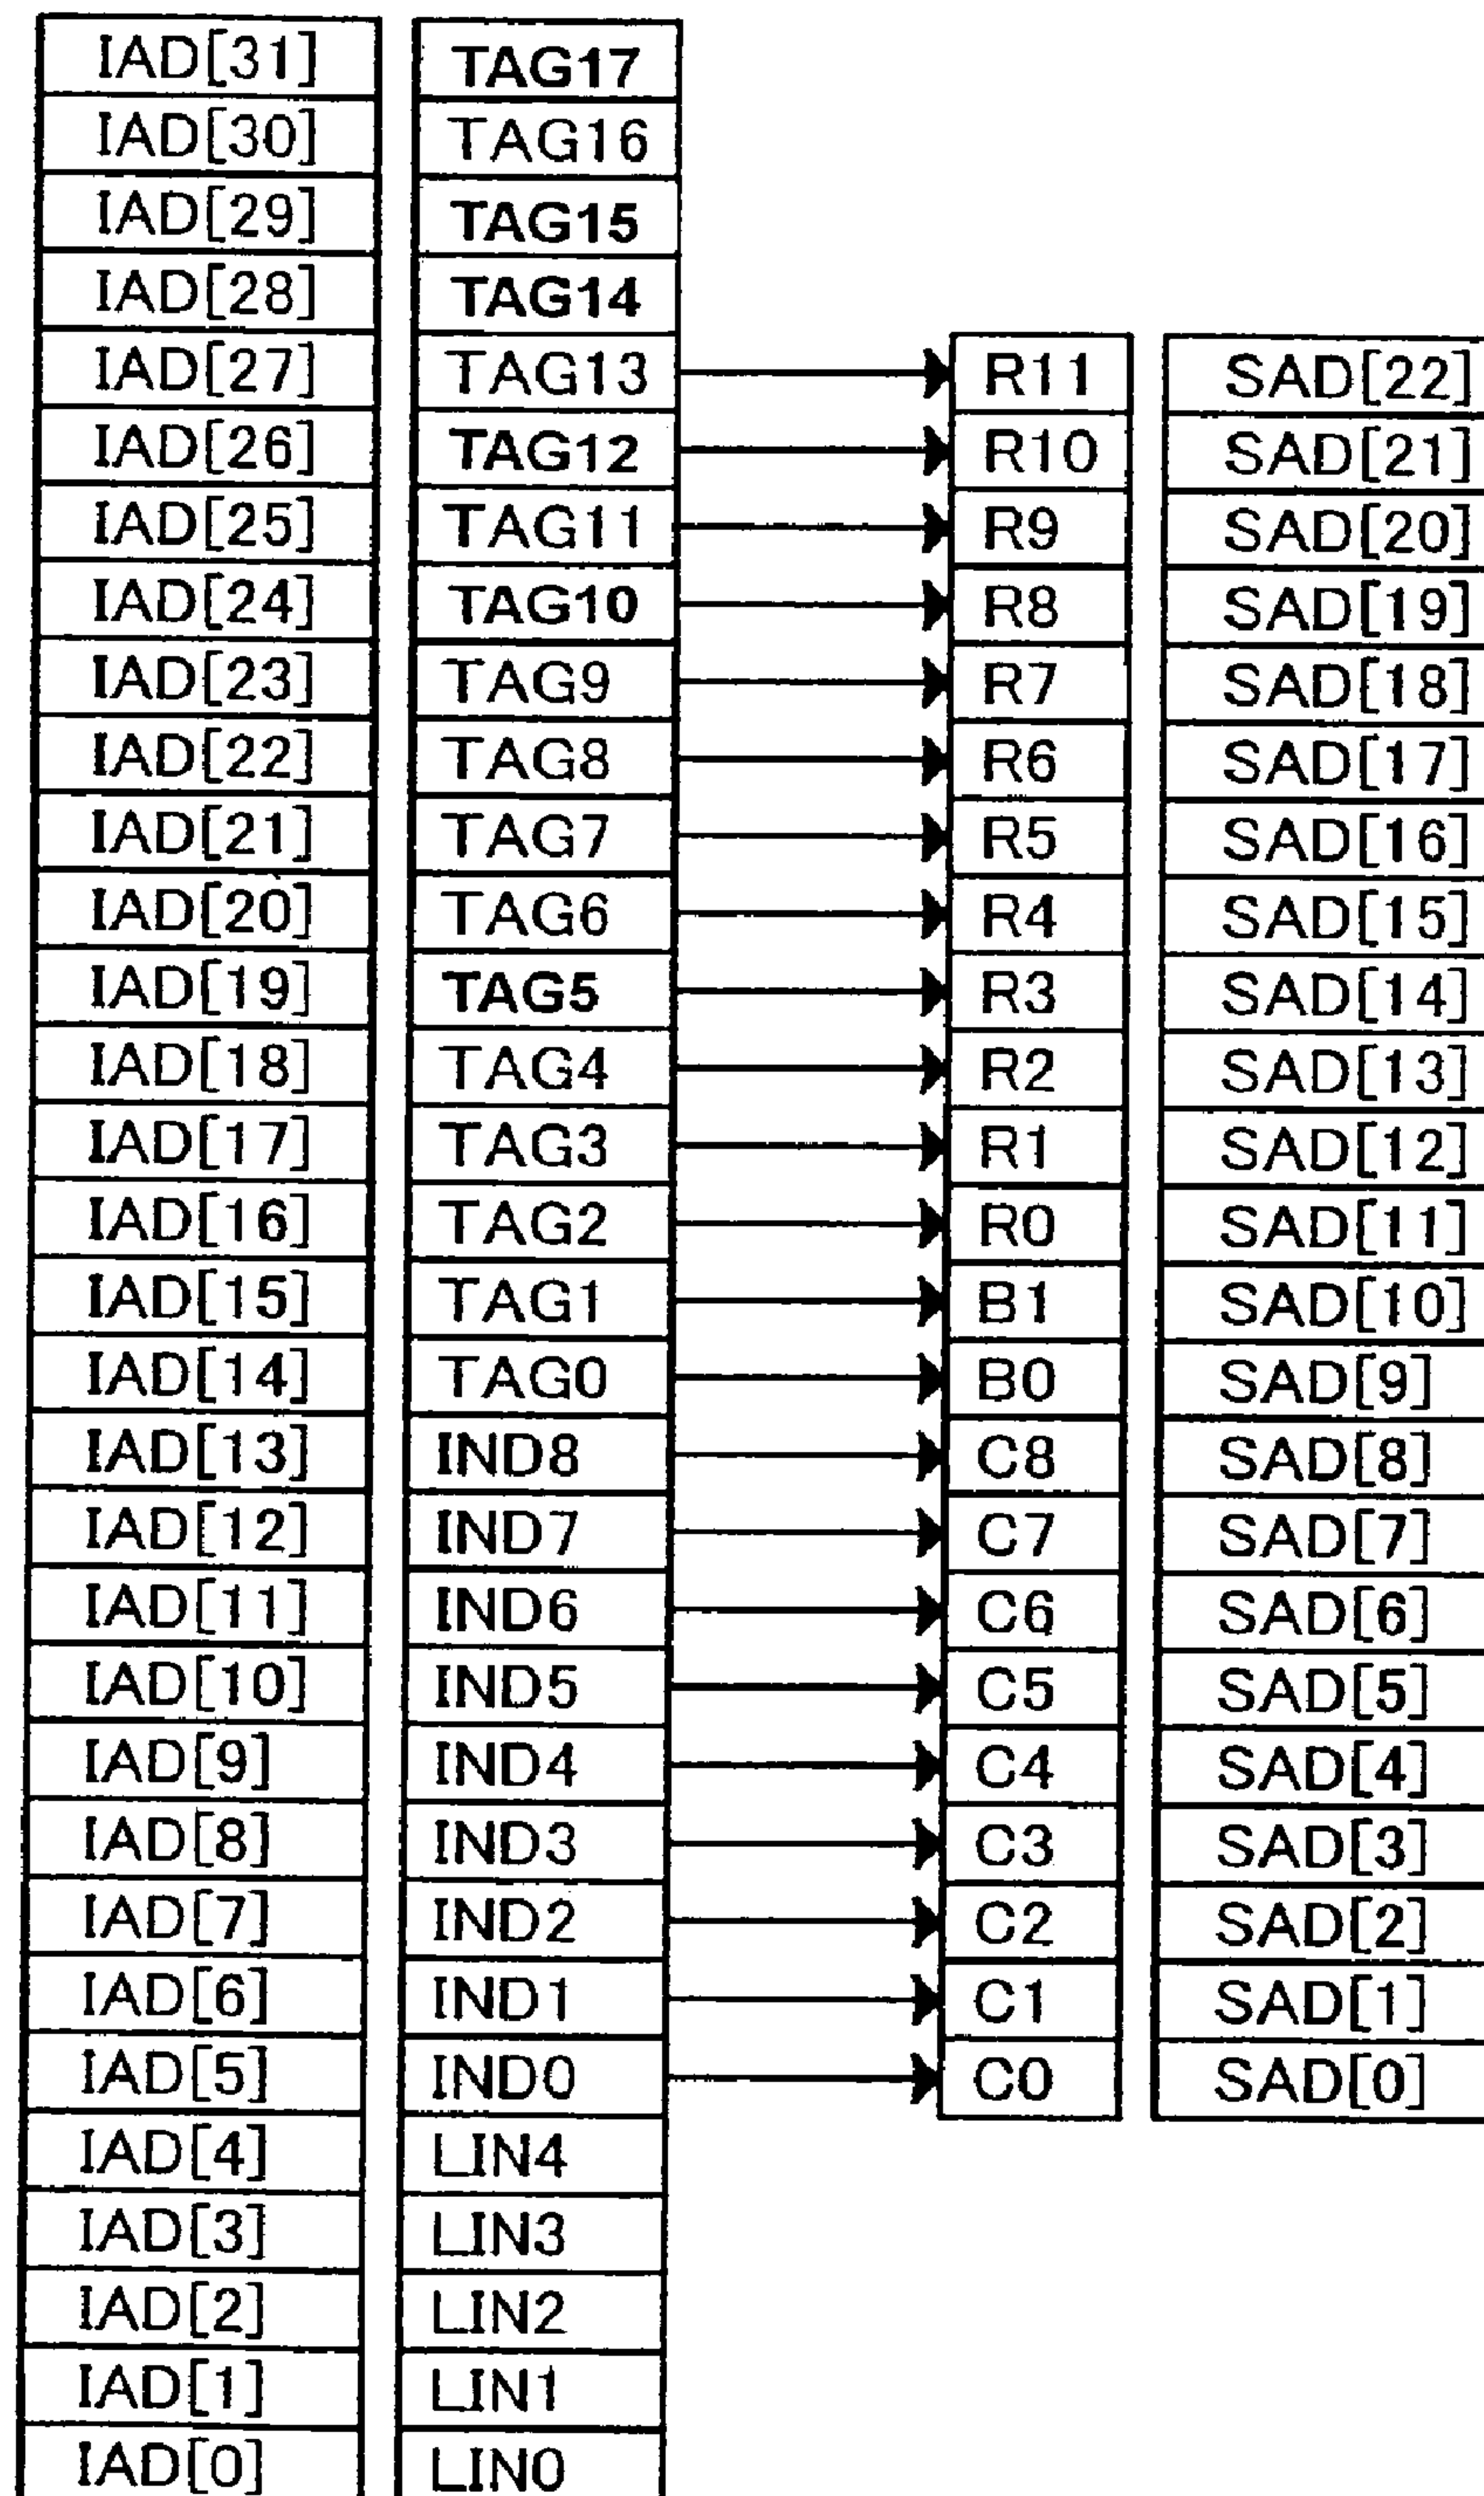 IAD[31] TAG17
IAD[30] TAG16
IAD[29] TAG15
IAD[28] TAG14
IAD[27] TAG13 R11 SAD[22]
IAD[26] TAG12 R10 SAD[21]
IAD[25] TAG11 R9 SAD[20]
IAD[24] TAG10 R8 SAD[19]
IAD[23] TAG9 R7 SAD[18]
IAD[22] TAG8 R6 SAD[17]
IAD[21] TAG7 R5 SAD[16]
IAD[20] TAG6 R4 SAD[15]
IAD[19] TAG5 R3 SAD[14]
IAD[18] TAG4 R2 SAD[13]
IAD[17] TAG3 R1 SAD[12]
IAD[16] TAG2 R0 SAD[11]
IAD[15] TAG1 B1 SAD[10]
IAD[14] TAG0 B0 SAD[9]
IAD[13] IND8 C8 SAD[8]
IAD[12] IND7 C7 SAD[7]
IAD[11] IND6 C6 SAD[6]
IAD[10] IND5 C5 SAD[5]
IAD[9] IND4 C4 SAD[4]
IAD[8] IND3 C3 SAD[3]
IAD[7] IND2 C2 SAD[2]
IAD[6] IND1 C1 SAD[1]
IAD[5] IND0 C0 SAD[0]
IAD[4] LIN4
IAD[3] LIN3
IAD[2] LIN2
IAD[1] LIN1
IAD[0] LIN0